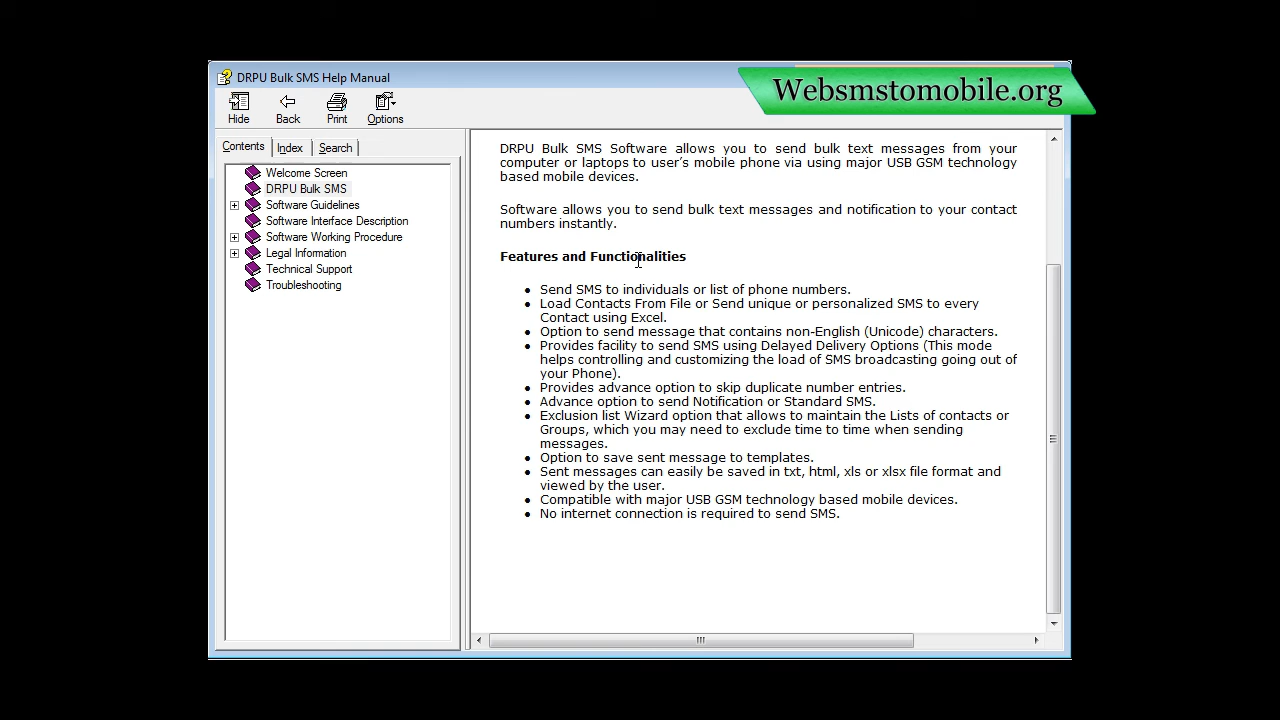 DRPU Bulk SMS Help Manual
Websmstomobile.org
Hide Back Print Options
Contents Index Search
Welcome Screen
DRPU Bulk SMS
Software Guidelines
Software Interface Description
Software Working Procedure
Legal Information
Technical Support
Troubleshooting
DRPU Bulk SMS Software allows you to send bulk text messages from your
computer or laptops to user's mobile phone via using major USB GSM technology
based mobile devices.
Software allows you to send bulk text messages and notification to your contact
numbers instantly.
Features and Functionalities
• Send SMS to individuals or list of phone numbers.
• Load Contacts From File or Send unique or personalized SMS to every
Contact using Excel.
• Option to send message that contains non-English (Unicode) characters.
• Provides facility to send SMS using Delayed Delivery Options (This mode
helps controlling and customizing the load of SMS broadcasting going out of
your Phone).
• Provides advance option to skip duplicate number entries.
• Advance option to send Notification or Standard SMS.
• Exclusion list Wizard option that allows to maintain the Lists of contacts or
Groups, which you may need to exclude time to time when sending
messages.
• Option to save sent message to templates.
• Sent messages can easily be saved in txt, html, xls or xlsx file format and
viewed by the user.
• Compatible with major USB GSM technology based mobile devices.
• No internet connection is required to send SMS.